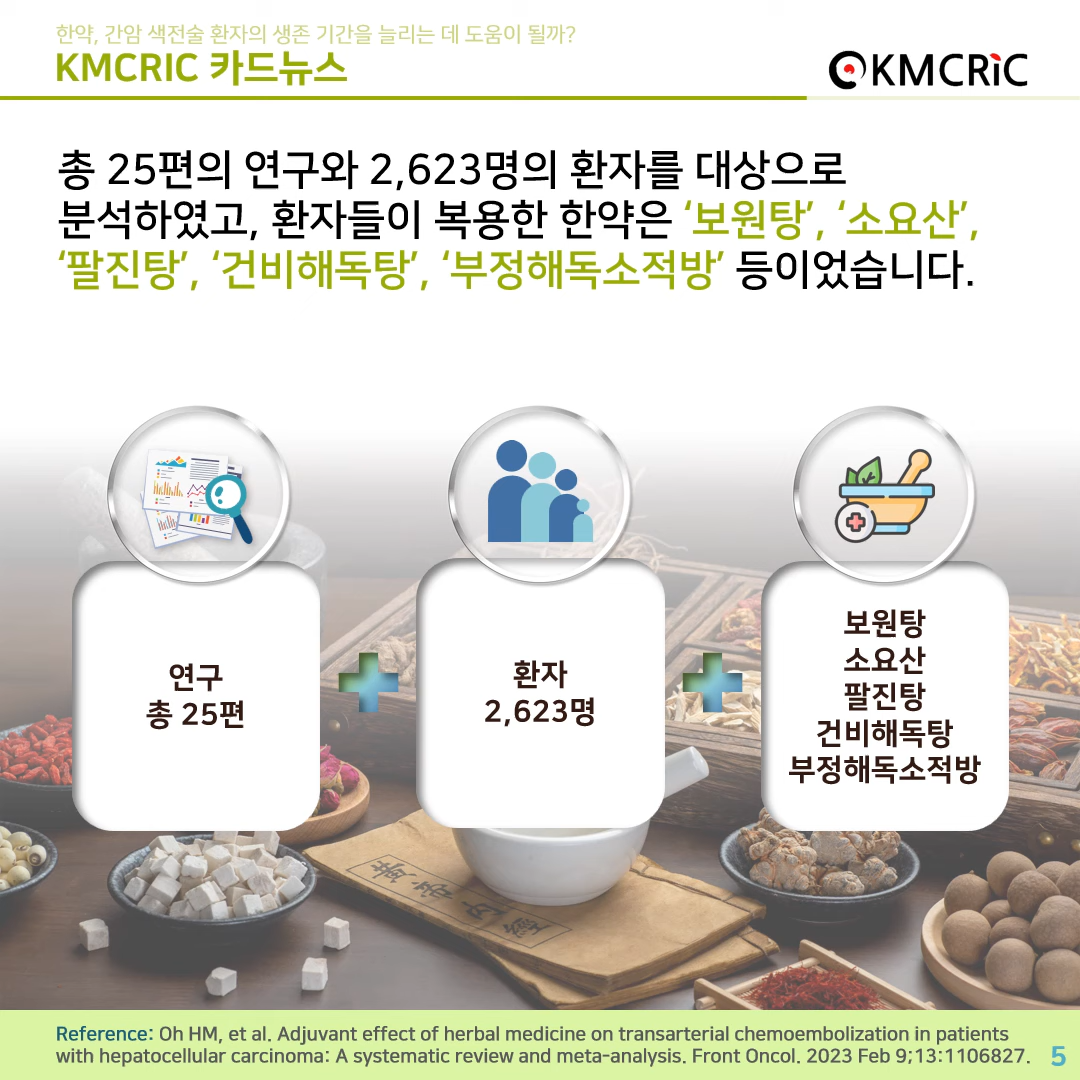 한약, 간암 색전술 환자의 생존 기간을 늘리는 데 도움이 될까?
KMCRIC 카드뉴스
KMCRiC
총 25편의 연구와 2,623명의 환자를 대상으로
분석하였고, 환자들이 복용한 한약은 ‘보원탕’, ‘소요산’,
‘팔진탕’, ‘건비해독탕’, ‘부정해독소적방’ 등이었습니다.
연구
총 25편
환자
2,623명
보원탕
소요산
팔진탕
건비해독탕
부정해독소적방
黃帝內經
Reference: Oh HM, et al. Adjuvant effect of herbal medicine on transarterial chemoembolization in patients
with hepatocellular carcinoma: A systematic review and meta-analysis. Front Oncol. 2023 Feb 9;13:1106827.
5